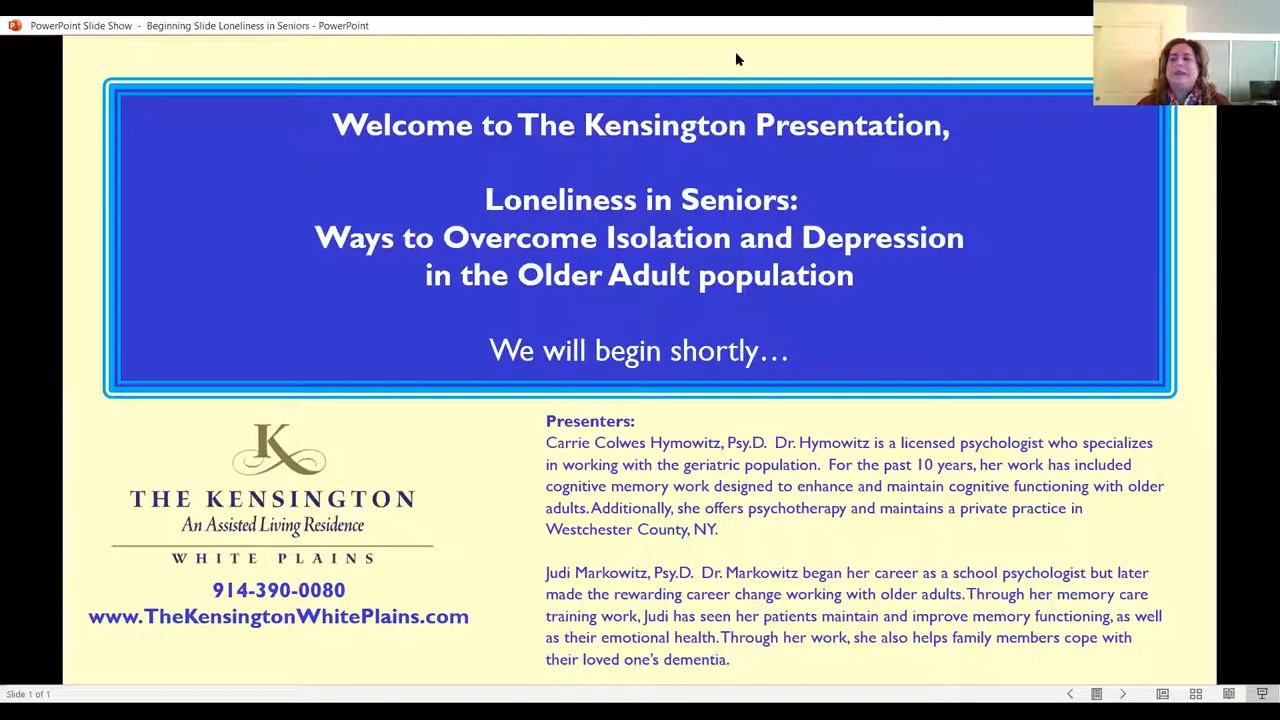 PowerPoint Slide Show - Beginning Slide Loneliness in Seniors - PowerPoint
Welcome to The Kensington Presentation,
Loneliness in Seniors:
Ways to Overcome Isolation and Depression
in the Older Adult population
We will begin shortly…
K
THE KENSINGTON
An Assisted Living Residence
WHITE PLAINS
914-390-0080
www.TheKensingtonWhitePlains.com
Presenters:
Carrie Colwes Hymowitz, Psy.D. Dr. Hymowitz is a licensed psychologist who specializes
in working with the geriatric population. For the past 10 years, her work has included
cognitive memory work designed to enhance and maintain cognitive functioning with older
adults. Additionally, she offers psychotherapy and maintains a private practice in
Westchester County, NY.
Judi Markowitz, Psy.D. Dr. Markowitz began her career as a school psychologist but later
made the rewarding career change working with older adults. Through her memory care
training work, Judi has seen her patients maintain and improve memory functioning, as well
as their emotional health. Through her work, she also helps family members cope with
their loved one's dementia.
Slide 1 of 1